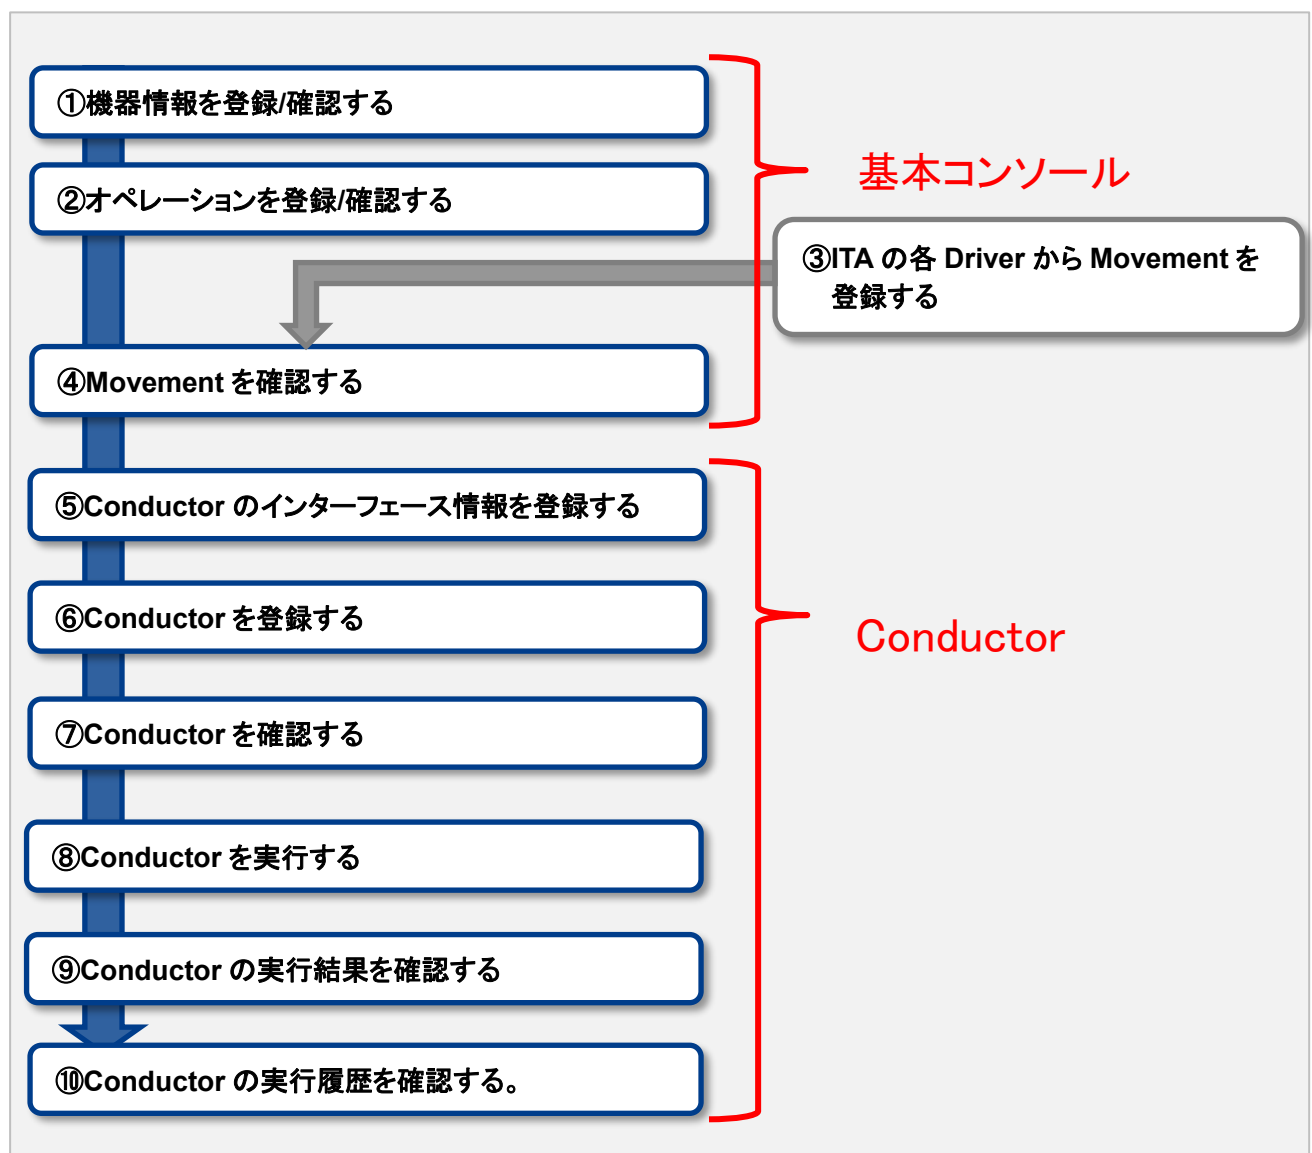 ①機器情報を登録/確認する
②オペレーションを登録/確認する
基本コンソール
③ITA の各 Driver から Movement を
登録する
④Movement を確認する
⑤Conductor のインターフェース情報を登録する
⑥Conductor を登録する
Conductor
⑦Conductor を確認する
⑧Conductor を実行する
⑨Conductor の実行結果を確認する
⑩Conductor の実行履歴を確認する。